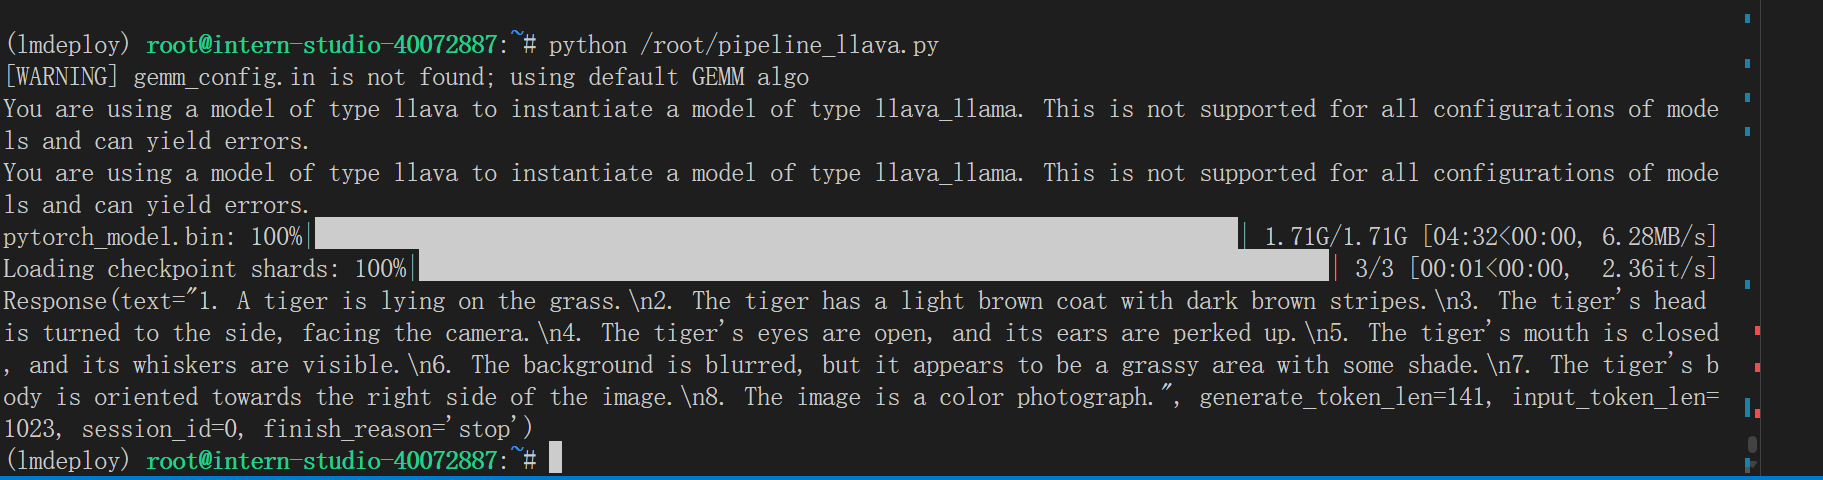 (lmdeploy) root@intern-studio-40072887:~# python /root/pipeline_llava.py
[WARNING] gemm_config.in is not found; using default GEMM algo
You are using a model of type llava to instantiate a model of type llava_llama. This is not supported for all configurations of mode
ls and can yield errors.
You are using a model of type llava to instantiate a model of type llava_llama. This is not supported for all configurations of mode
ls and can yield errors.
pytorch_model.bin: 100%| | 1.71G/1.71G [04:32<00:00, 6.28MB/s]
Loading checkpoint shards: 100%| | 3/3 [00:01<00:00,  2.36it/s]
Response(text="1. A tiger is lying on the grass.\n2. The tiger has a light brown coat with dark brown stripes.\n3. The tiger's head
is turned to the side, facing the camera.\n4. The tiger's eyes are open, and its ears are perked up.\n5. The tiger's mouth is closed
, and its whiskers are visible.\n6. The background is blurred, but it appears to be a grassy area with some shade.\n7. The tiger's b
ody is oriented towards the right side of the image.\n8. The image is a color photograph.", generate_token_len=141, input_token_len=
1023, session_id=0, finish_reason='stop')
(lmdeploy) root@intern-studio-40072887:~#